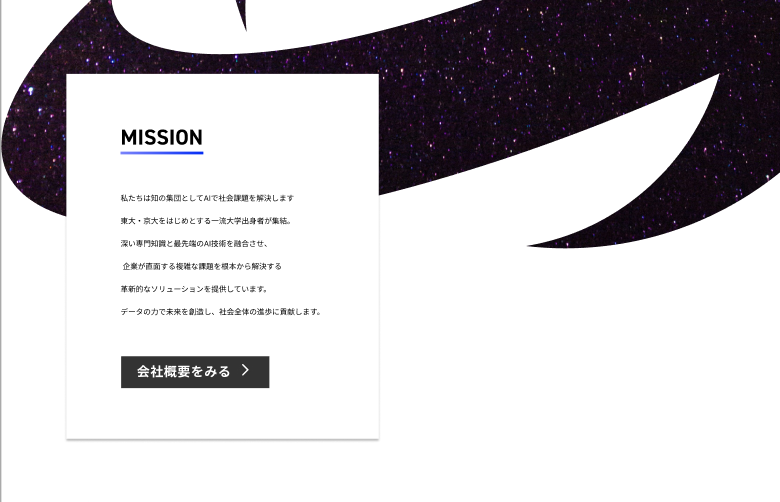 MISSION
私たちは知の集団としてAIで社会課題を解決します
東大・京大をはじめとする一流大学出身者が集結。
深い専門知識と最先端のAI技術を融合させ、
企業が直面する複雑な課題を根本から解決する
革新的なソリューションを提供しています。
データの力で未来を創造し、社会全体の進歩に貢献します。
会社概要をみる